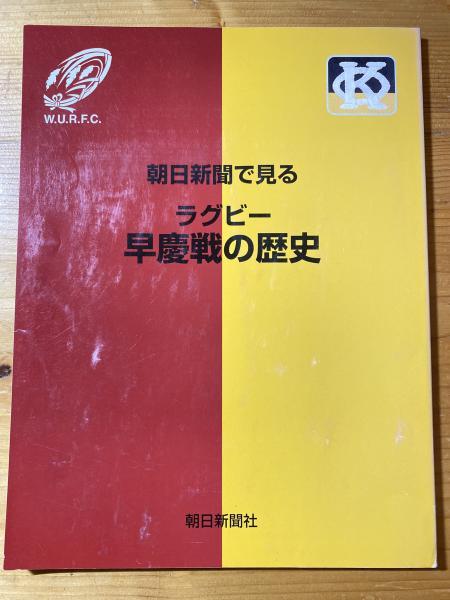 W.U.R.F.C.
KO
朝日新聞で見る
ラグビー
早慶戦の歴史
朝日新聞社